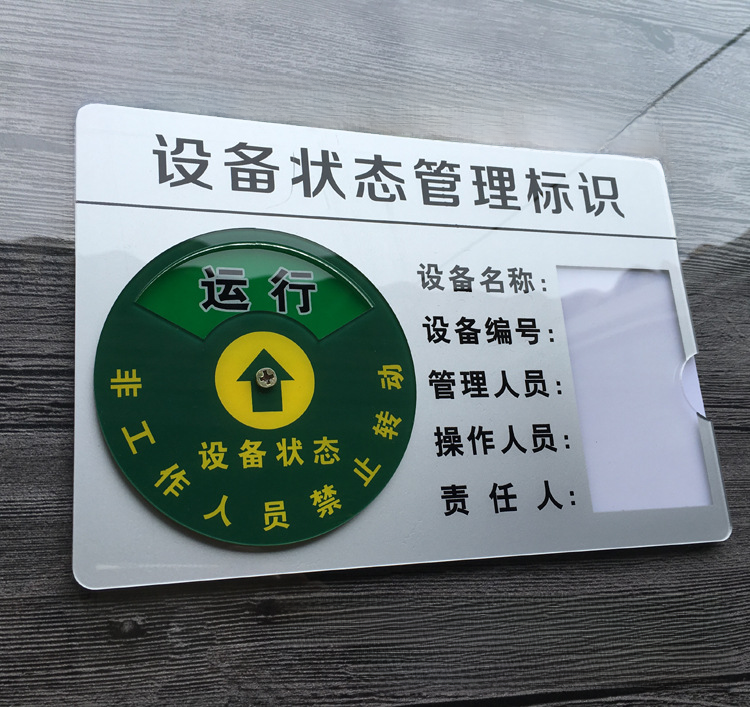 设备状态管理标识
运行
设备状态
非工作人员禁止转动
设备名称:
设备编号:
管理人员:
操作人员:
责任人: